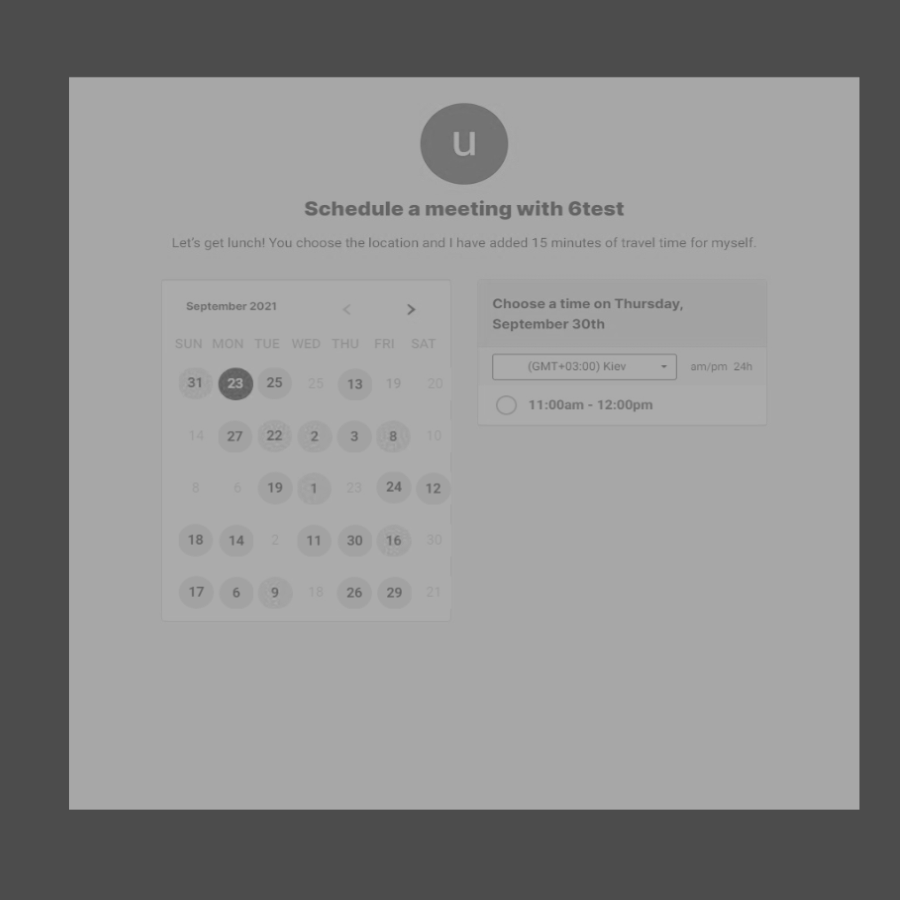 u
Schedule a meeting with 6test
Let's get lunch! You choose the location and I have added 15 minutes of travel time for myself.
September 2021 < >
SUN MON TUE WED THU FRI SAT
31 23 25 25 13 19 20
14 27 22 2 3 8 10
8 6 19 1 23 24 12
18 14 2 11 30 16 30
17 6 9 18 26 29 21
Choose a time on Thursday,
September 30th
(GMT+03:00) Kiev am/pm 24h
11:00am - 12:00pm